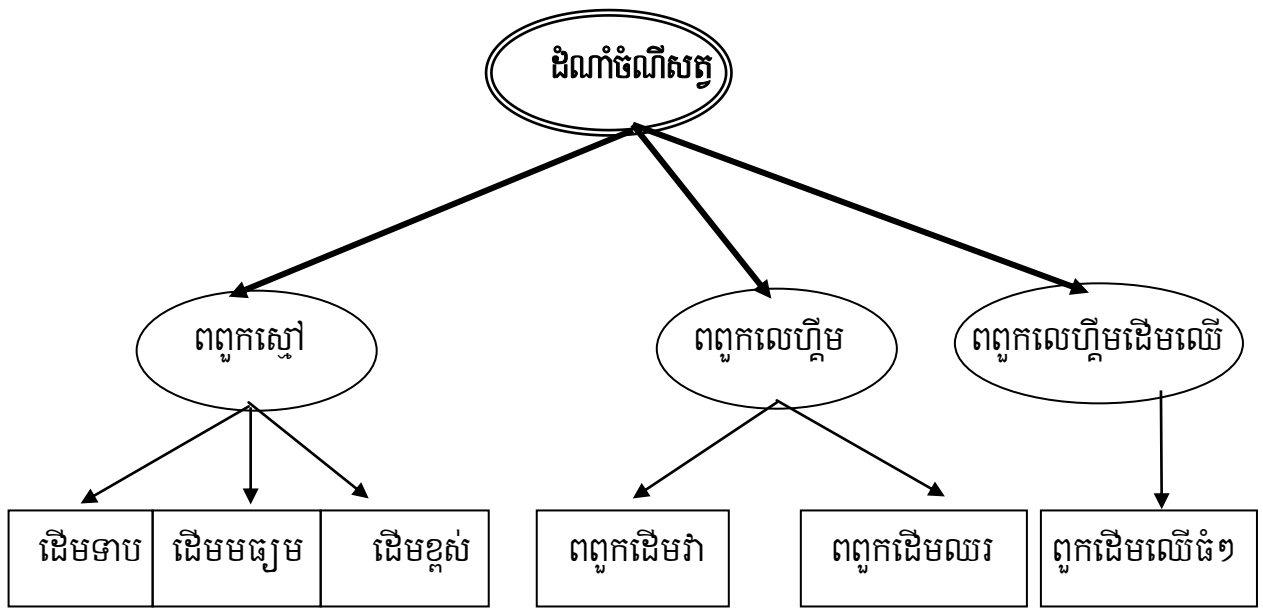 ដំណាំចំណីសត្វ
ពពួកស្មៅ
ពពួកលេហ្គឹម
ពពួកលេហ្គឹមដើមឈើ
ដើមទាប
ដើមមធ្យម
ដើមខ្ពស់
ពពួកដើមវា
ពពួកដើមឈរ
ពួកដើមឈើធំៗ